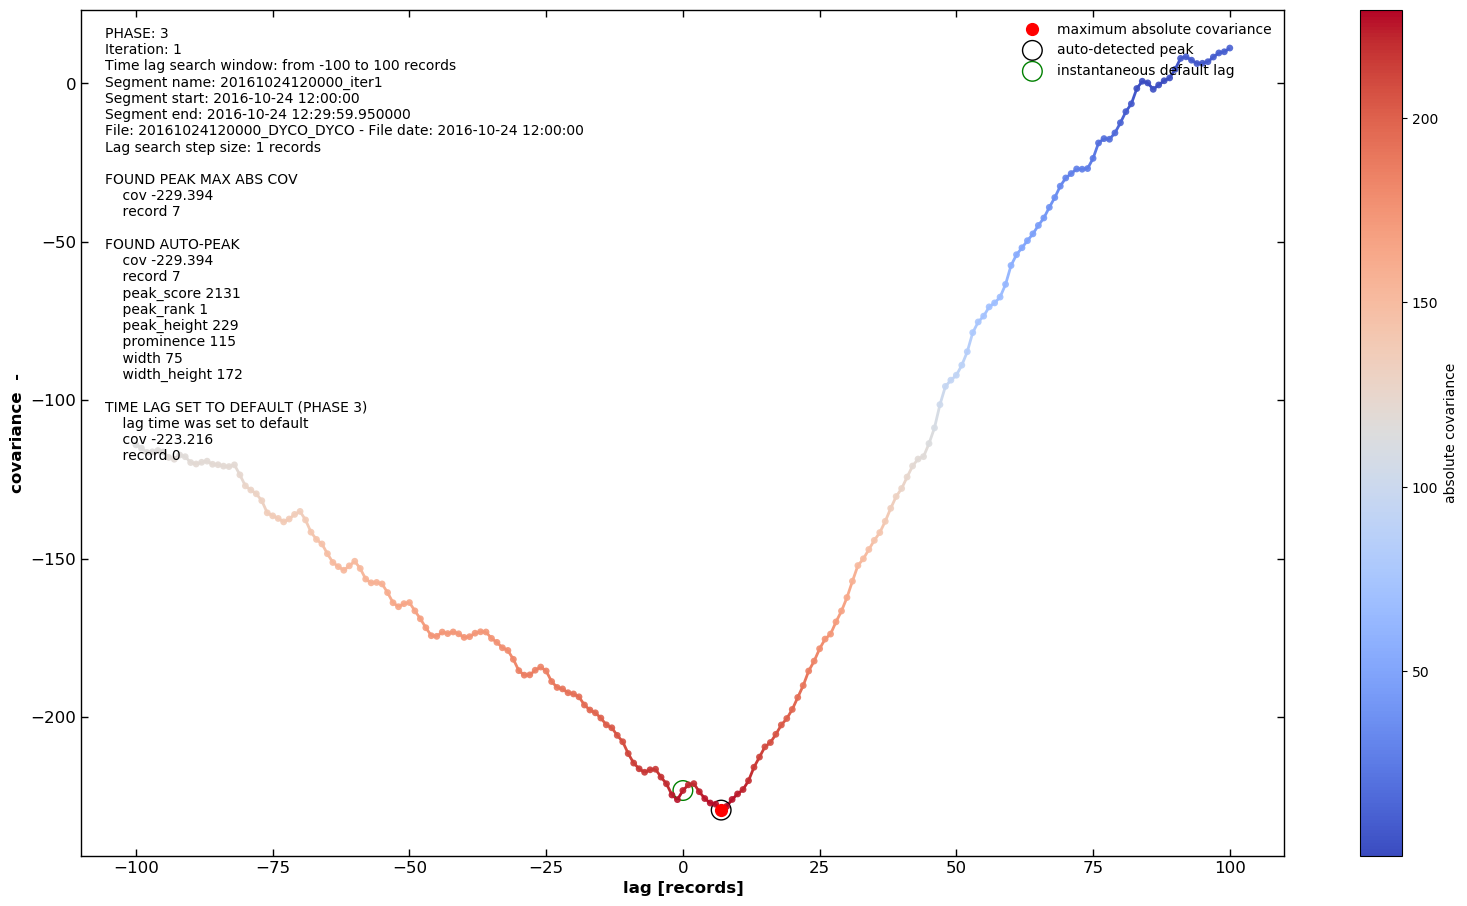 PHASE: 3
Iteration: 1
Time lag search window: from -100 to 100 records
Segment name: 20161024120000_iter1
Segment start: 2016-10-24 12:00:00
Segment end: 2016-10-24 12:29:59.950000
File: 20161024120000_DYCO_DYCO - File date: 2016-10-24 12:00:00
Lag search step size: 1 records
FOUND PEAK MAX ABS COV
cov -229.394
record 7
FOUND AUTO-PEAK
cov -229.394
record 7
peak_score 2131
peak_rank 1
peak_height 229
prominence 115
width 75
width_height 172
TIME LAG SET TO DEFAULT (PHASE 3)
lag time was set to default
cov -223.216
record 0
maximum absolute covariance
auto-detected peak
instantaneous default lag
0
−50
−100
−150
−200
covariance -
−100
−75
−50
−25
0
25
50
75
100
lag [records]
200
150
100
50
absolute covariance